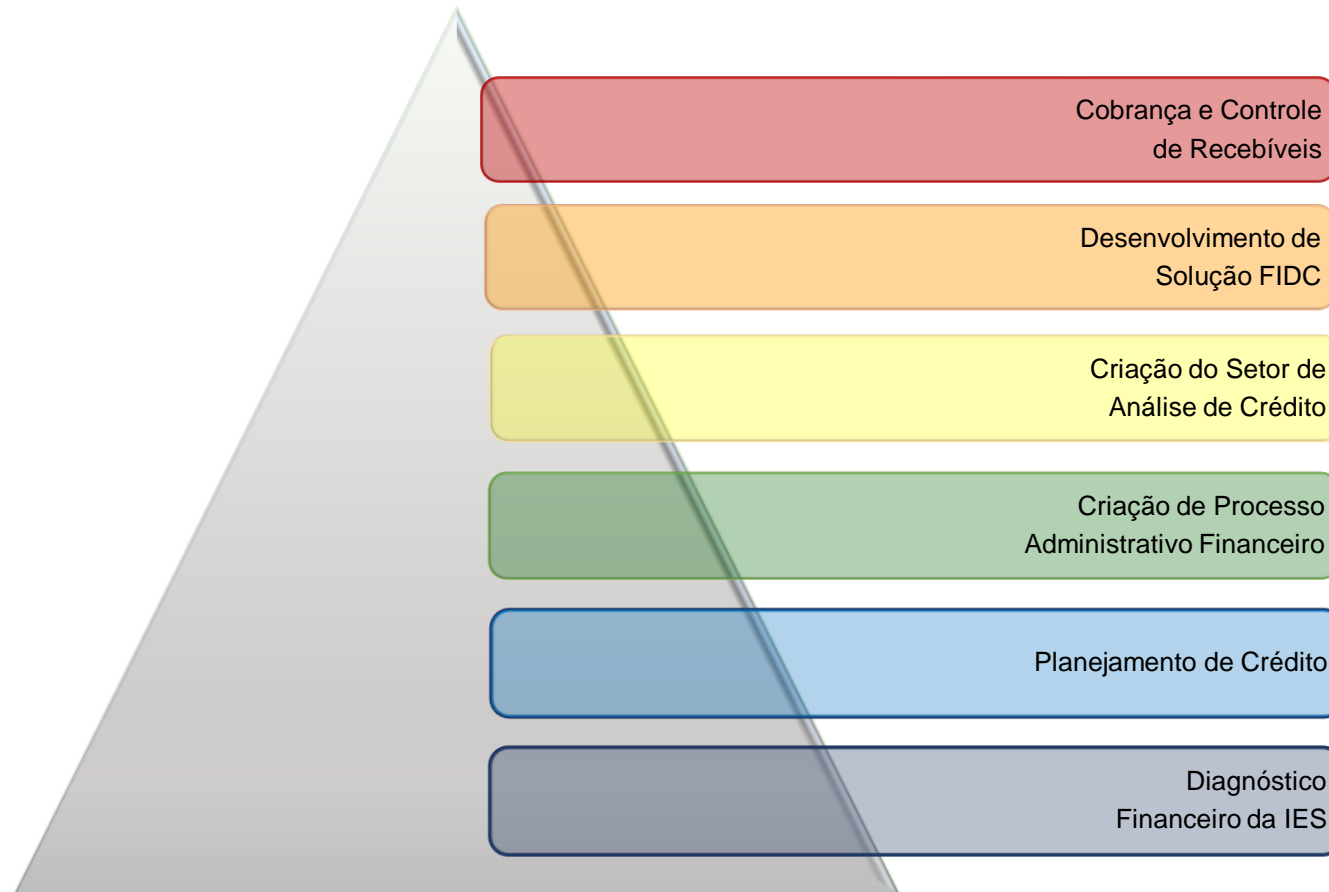 Cobrança e Controle
de Recebíveis
Desenvolvimento de
Solução FIDC
Criação do Setor de
Análise de Crédito
Criação de Processo
Administrativo Financeiro
Planejamento de Crédito
Diagnóstico
Financeiro da IES